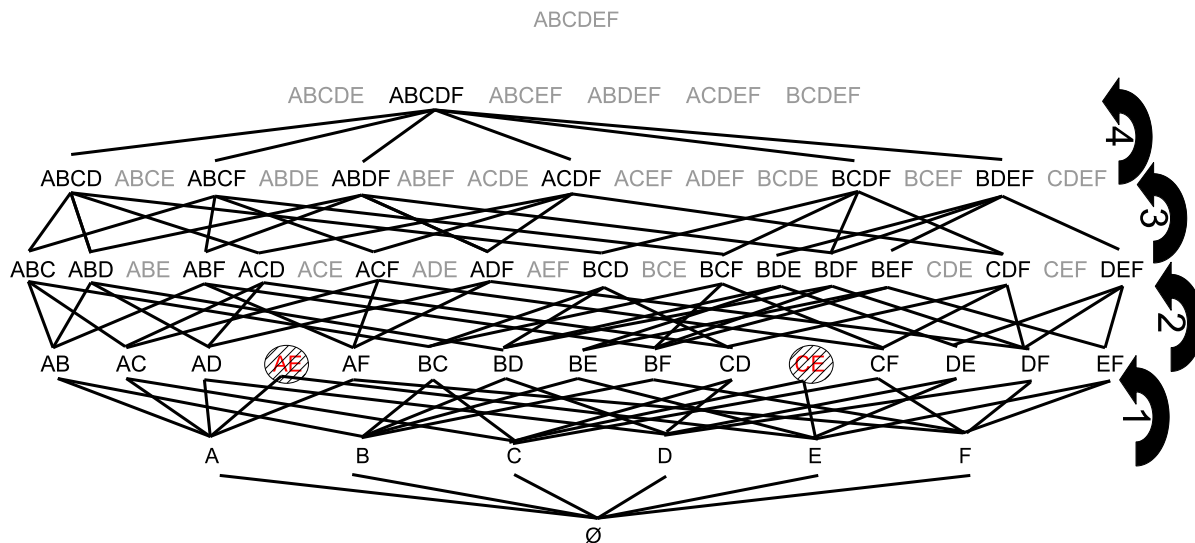 ABCDEF
ABCDE ABCDF ABCEF ABDEF ACDEF BCDEF
4
ABCD ABCE ABCF ABDE ABDF ABEF ACDE ACDF ACEF ADEF BCDE BCDF BCEF BDEF CDEF
3
ABC ABD ABE ABF ACD ACE ACF ADE ADF AEF BCD BCE BCF BDE BDF BEF CDE CDF CEF DEF
2
AB AC AD AE AF BC BD BE BF CD CE CF DE DF EF
1
A B C D E F
Ø